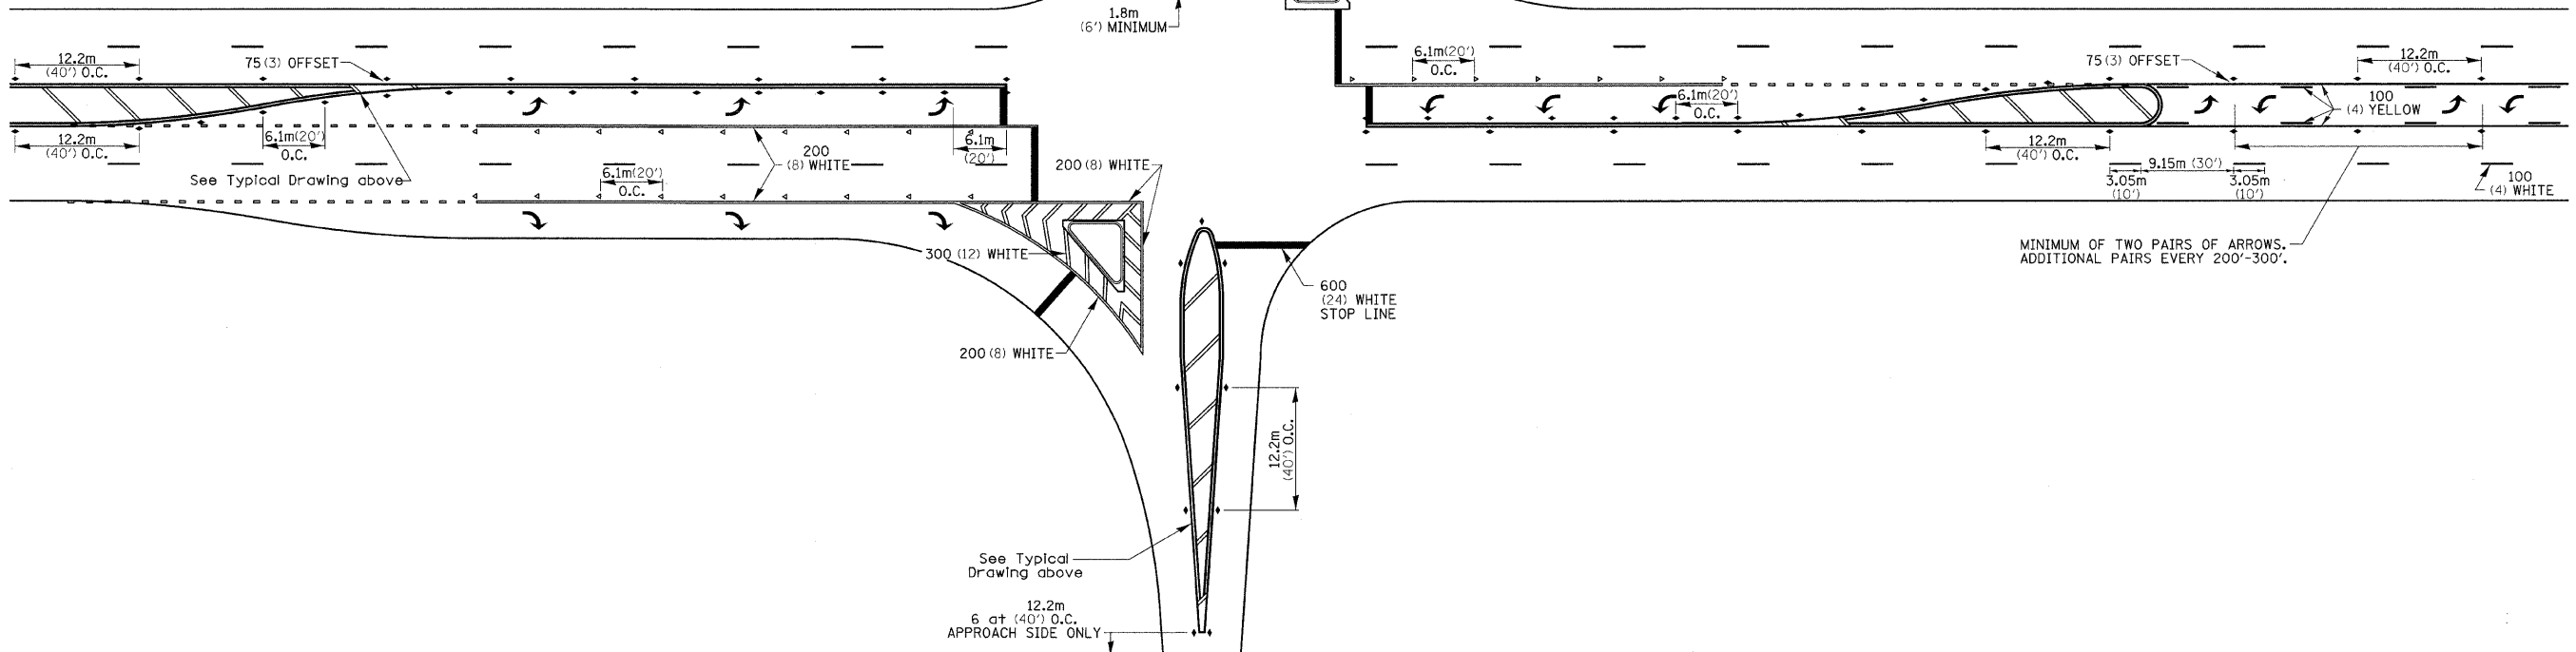 1.8m
(6') MINIMUM
12.2m
(40') O.C.
75(3) OFFSET
6.1m(20')
O.C.
75(3) OFFSET
12.2m
(40') O.C.
6.1m(20')
O.C.
100
(4) YELLOW
12.2m
(40') O.C.
6.1m(20')
O.C.
See Typical Drawing above
6.1m(20')
O.C.
200
(8) WHITE
6.1m
(20')
200(8) WHITE
12.2m
(40') O.C.
9.15m (30')
3.05m
(10')
3.05m
(10')
100
(4) WHITE
300 (12) WHITE
MINIMUM OF TWO PAIRS OF ARROWS.
ADDITIONAL PAIRS EVERY 200'-300'.
600
(24) WHITE
STOP LINE
200(8) WHITE
12.2m
(40') O.C.
See Typical
Drawing above
12.2m
6 at (40') O.C.
APPROACH SIDE ONLY